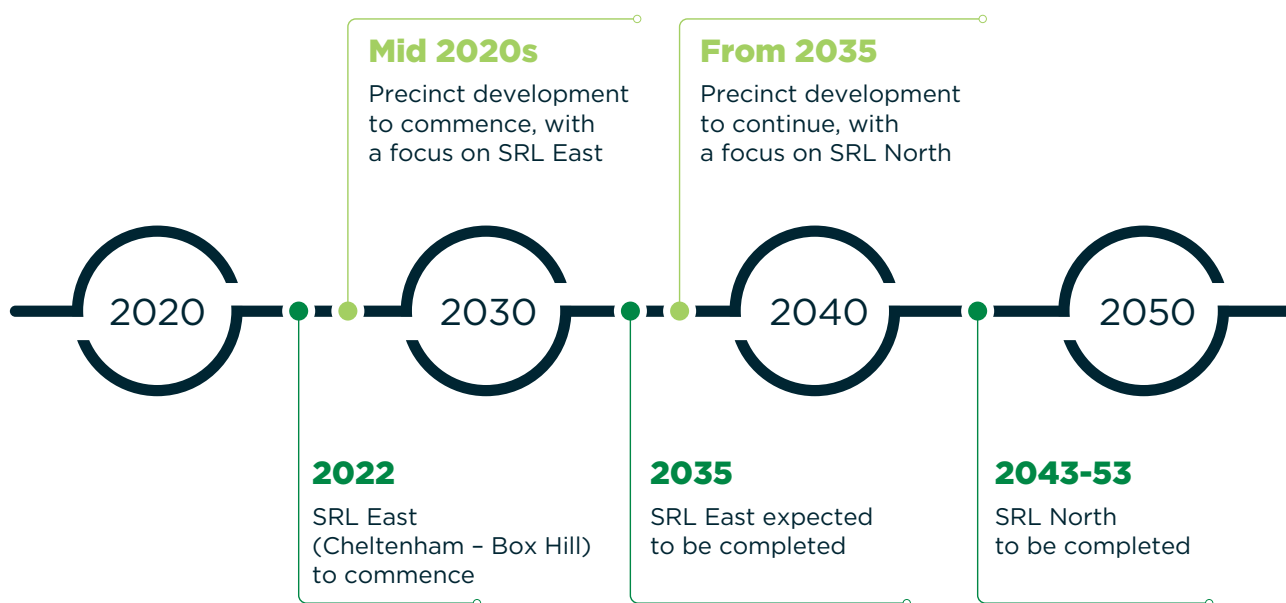 Mid 2020s
Precinct development
to commence, with
a focus on SRL East
From 2035
Precinct development
to continue, with
a focus on SRL North
2020
2030
2040
2050
2022
SRL East
(Cheltenham – Box Hill)
to commence
2035
SRL East expected
to be completed
2043-53
SRL North
to be completed